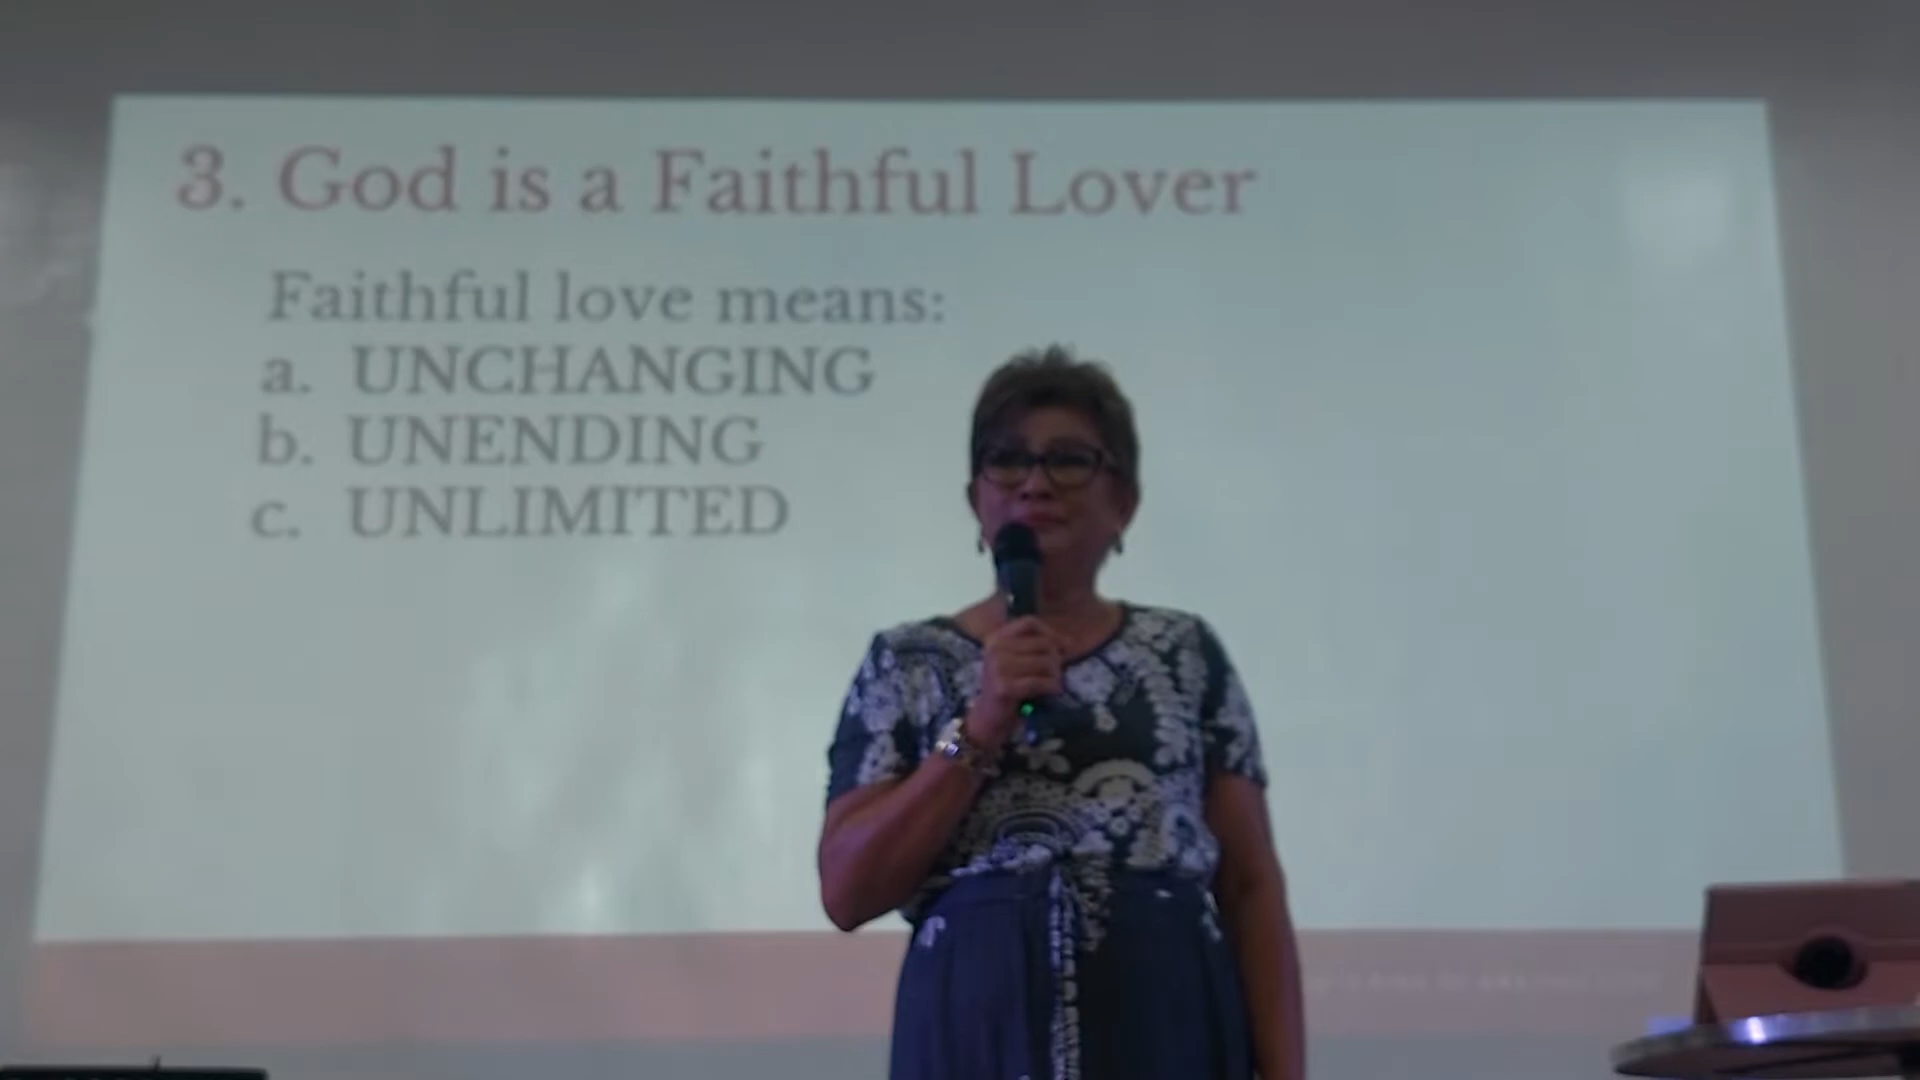 3. God is a Faithful Lover
Faithful love means:
a. UNCHANGING
b. UNENDING
c. UNLIMITED